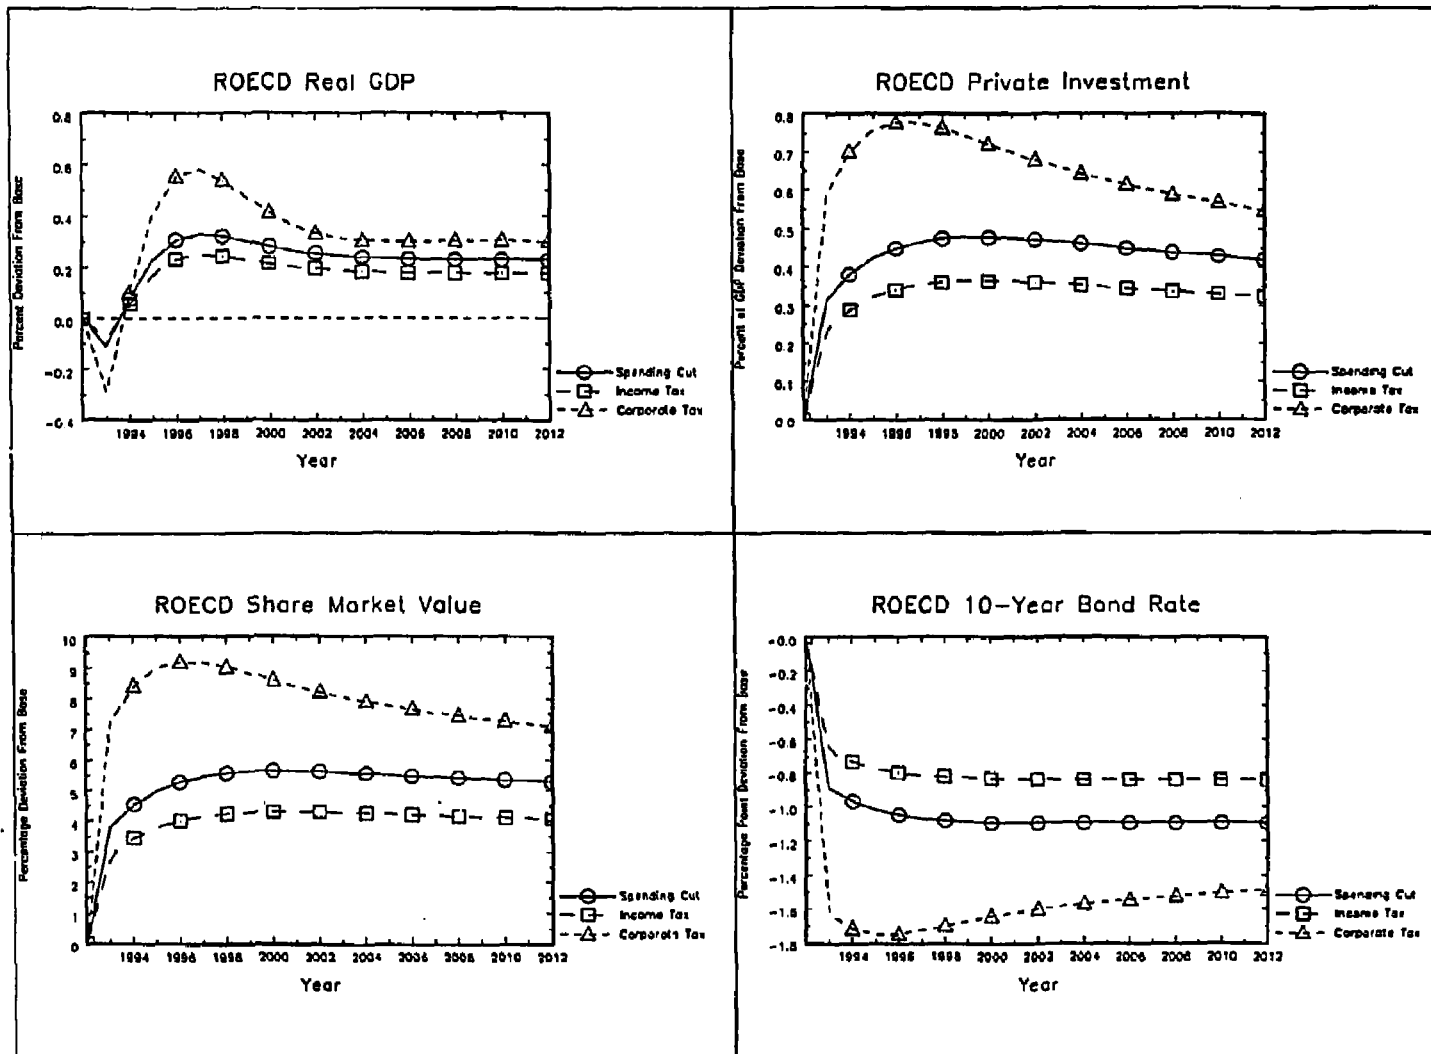 ROECD Real GDP
Percent Deviation From Base
0.8
0.6
0.4
0.2
0.0
-0.2
-0.4
1994 1996 1998 2000 2002 2004 2006 2008 2010 2012
Year
Spending Cut
Income Tax
Corporate Tax
ROECD Private Investment
Percent of GDP Deviation From Base
0.8
0.7
0.6
0.5
0.4
0.3
0.2
0.1
0.0
1994 1996 1998 2000 2002 2004 2006 2008 2010 2012
Year
Spending Cut
Income Tax
Corporate Tax
ROECD Share Market Value
Percentage Deviation From Base
10
9
8
7
6
5
4
3
2
1
0
1994 1996 1998 2000 2002 2004 2006 2008 2010 2012
Year
Spending Cut
Income Tax
Corporate Tax
ROECD 10-Year Bond Rate
Percentage Point Deviation From Base
-0.0
-0.2
-0.4
-0.6
-0.8
-1.0
-1.2
-1.4
-1.6
-1.8
1994 1996 1998 2000 2002 2004 2006 2008 2010 2012
Year
Spending Cut
Income Tax
Corporate Tax